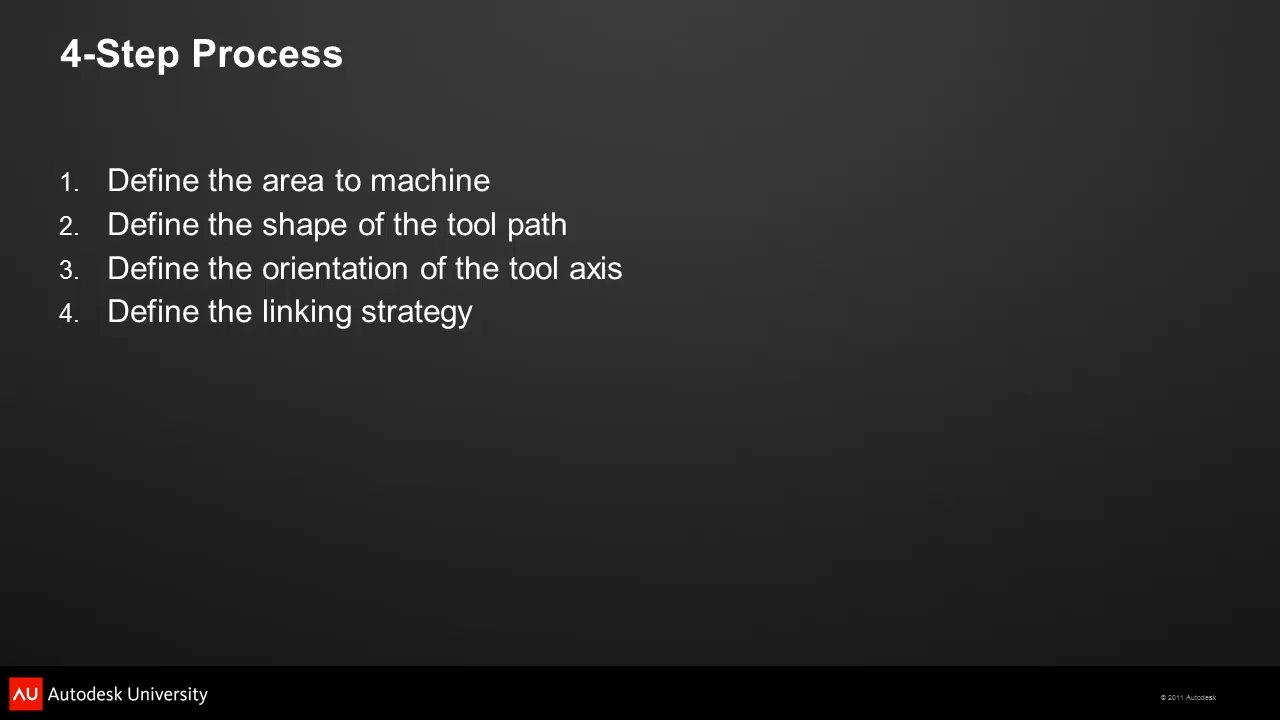 4-Step Process
1. Define the area to machine
2. Define the shape of the tool path
3. Define the orientation of the tool axis
4. Define the linking strategy
AU Autodesk University
© 2011 Autodesk